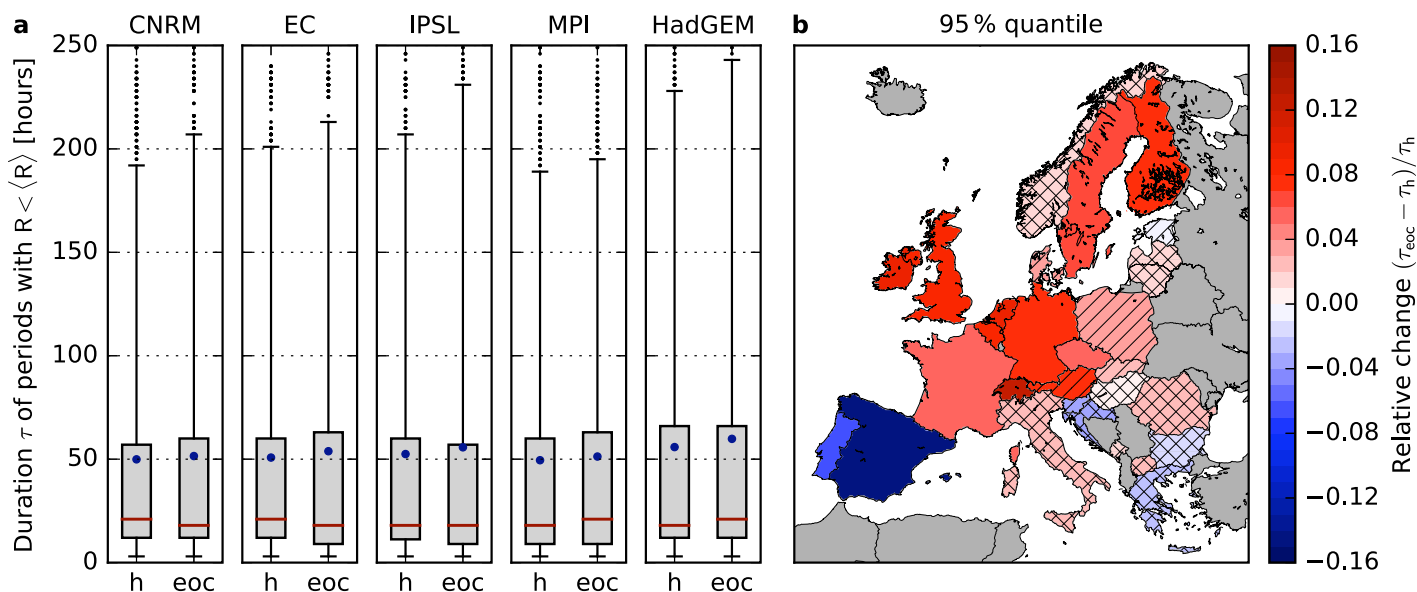 a
CNRM
EC
IPSL
MPI
HadGEM
Duration τ of periods with R < ⟨R⟩ [hours]
250
200
150
100
50
0
h eoc
h eoc
h eoc
h eoc
h eoc
b
95 % quantile
0.16
0.12
0.08
0.04
0.00
−0.04
−0.08
−0.12
−0.16
Relative change (τeoc − τh)/τh